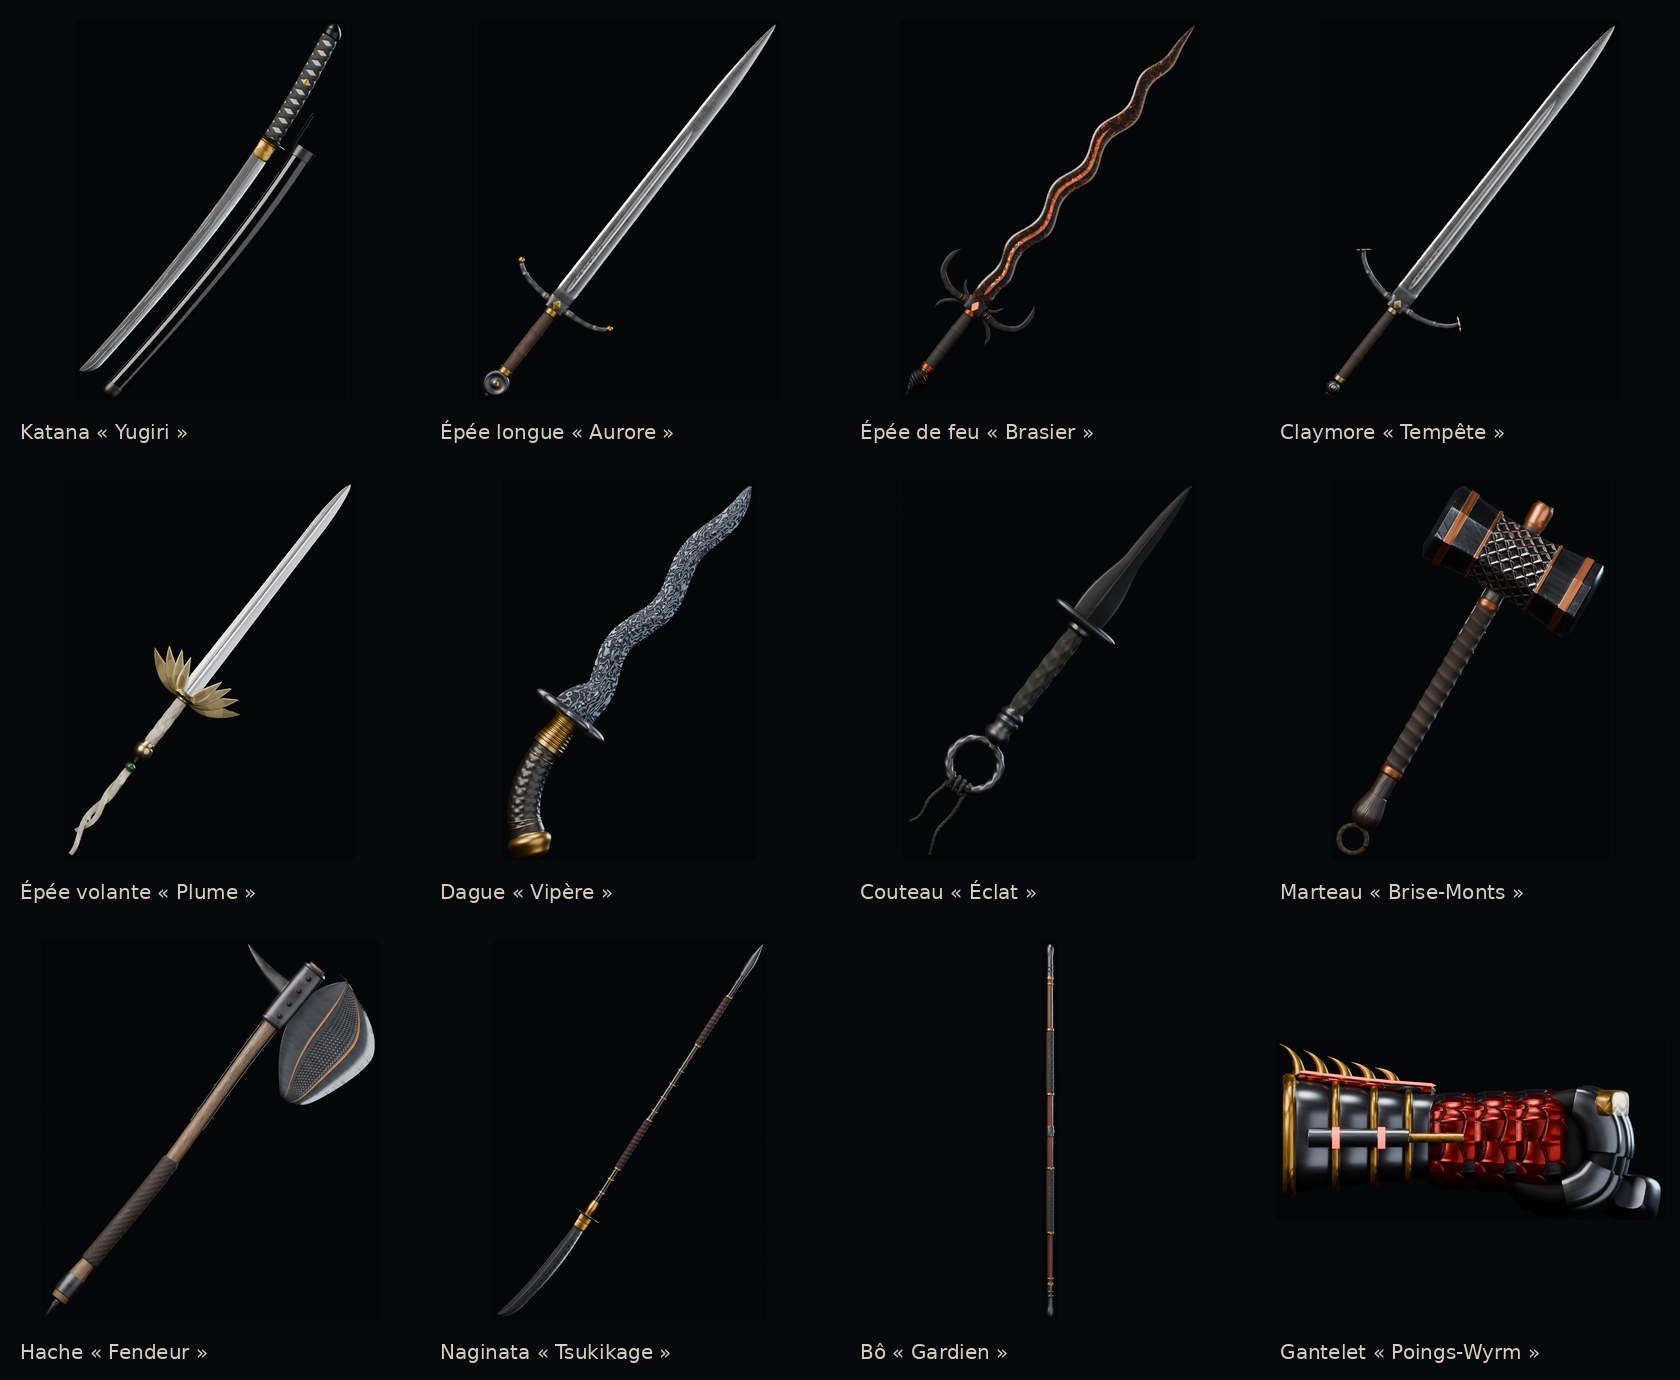 Katana « Yugiri »
Épée longue « Aurore »
Épée de feu « Brasier »
Claymore « Tempête »
Épée volante « Plume »
Dague « Vipère »
Couteau « Éclat »
Marteau « Brise-Monts »
Hache « Fendeur »
Naginata « Tsukikage »
Bô « Gardien »
Gantelet « Poings-Wyrm »